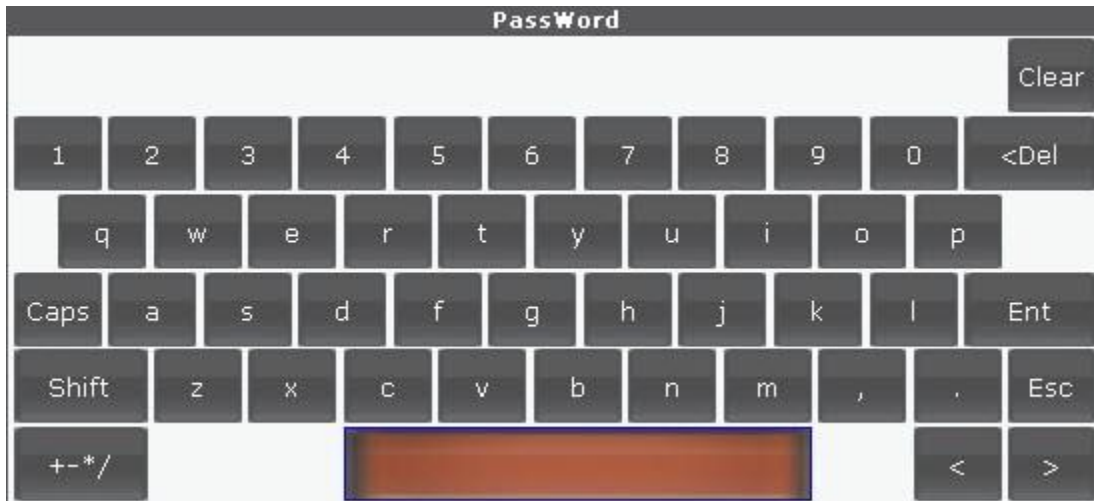 PassWord
Clear
1 2 3 4 5 6 7 8 9 0 <Del
q w e r t y u i o p
Caps a s d f g h j k l Ent
Shift z x c v b n m , . Esc
+-*/ < >